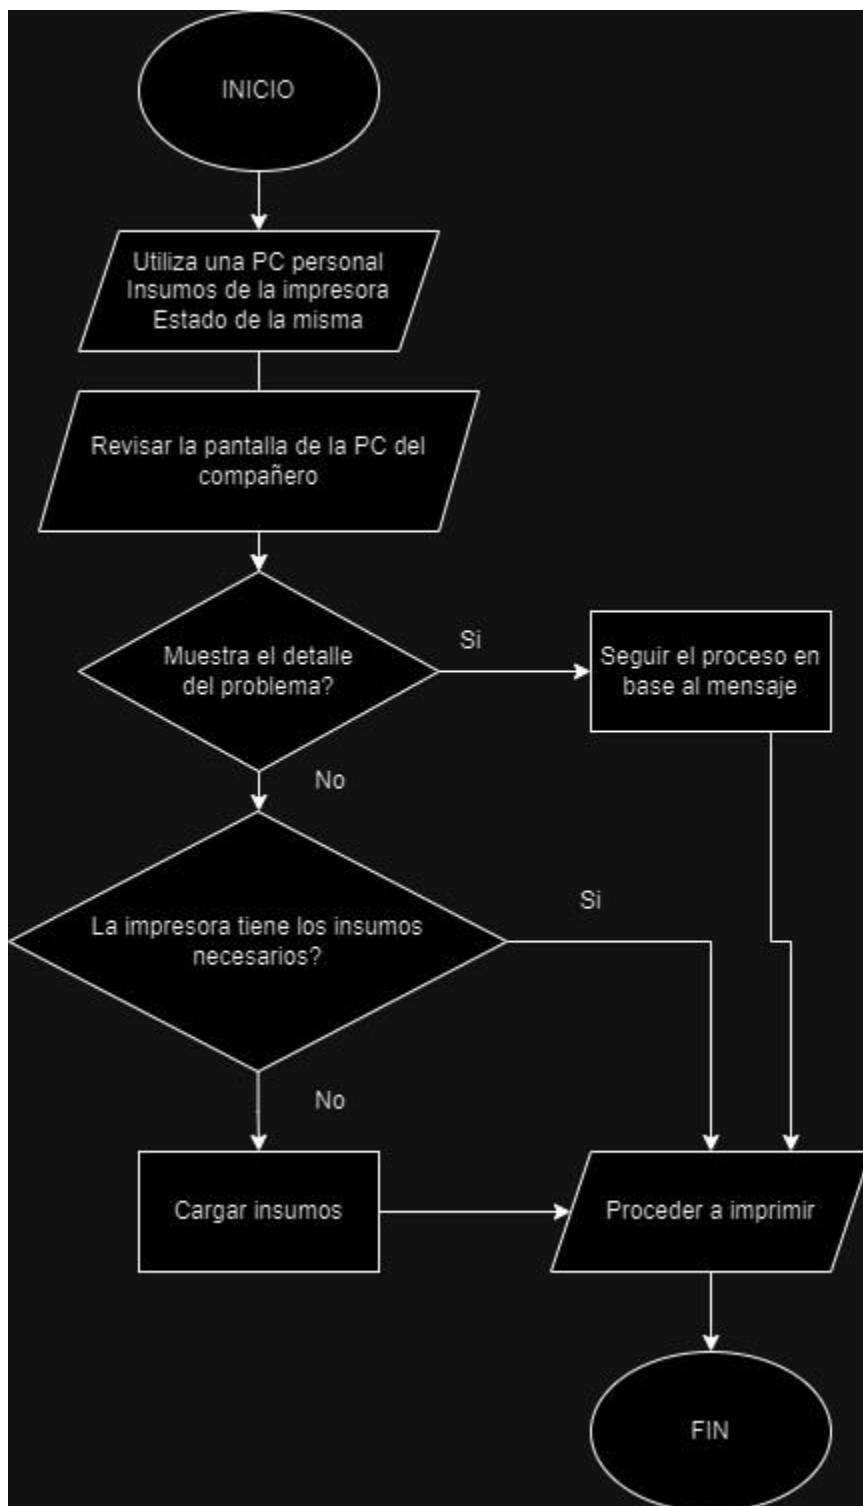 INICIO
Utiliza una PC personal
Insumos de la impresora
Estado de la misma
Revisar la pantalla de la PC del
compañero
Muestra el detalle
del problema?
Si
Seguir el proceso en
base al mensaje
No
La impresora tiene los insumos
necesarios?
Si
No
Cargar insumos
Proceder a imprimir
FIN